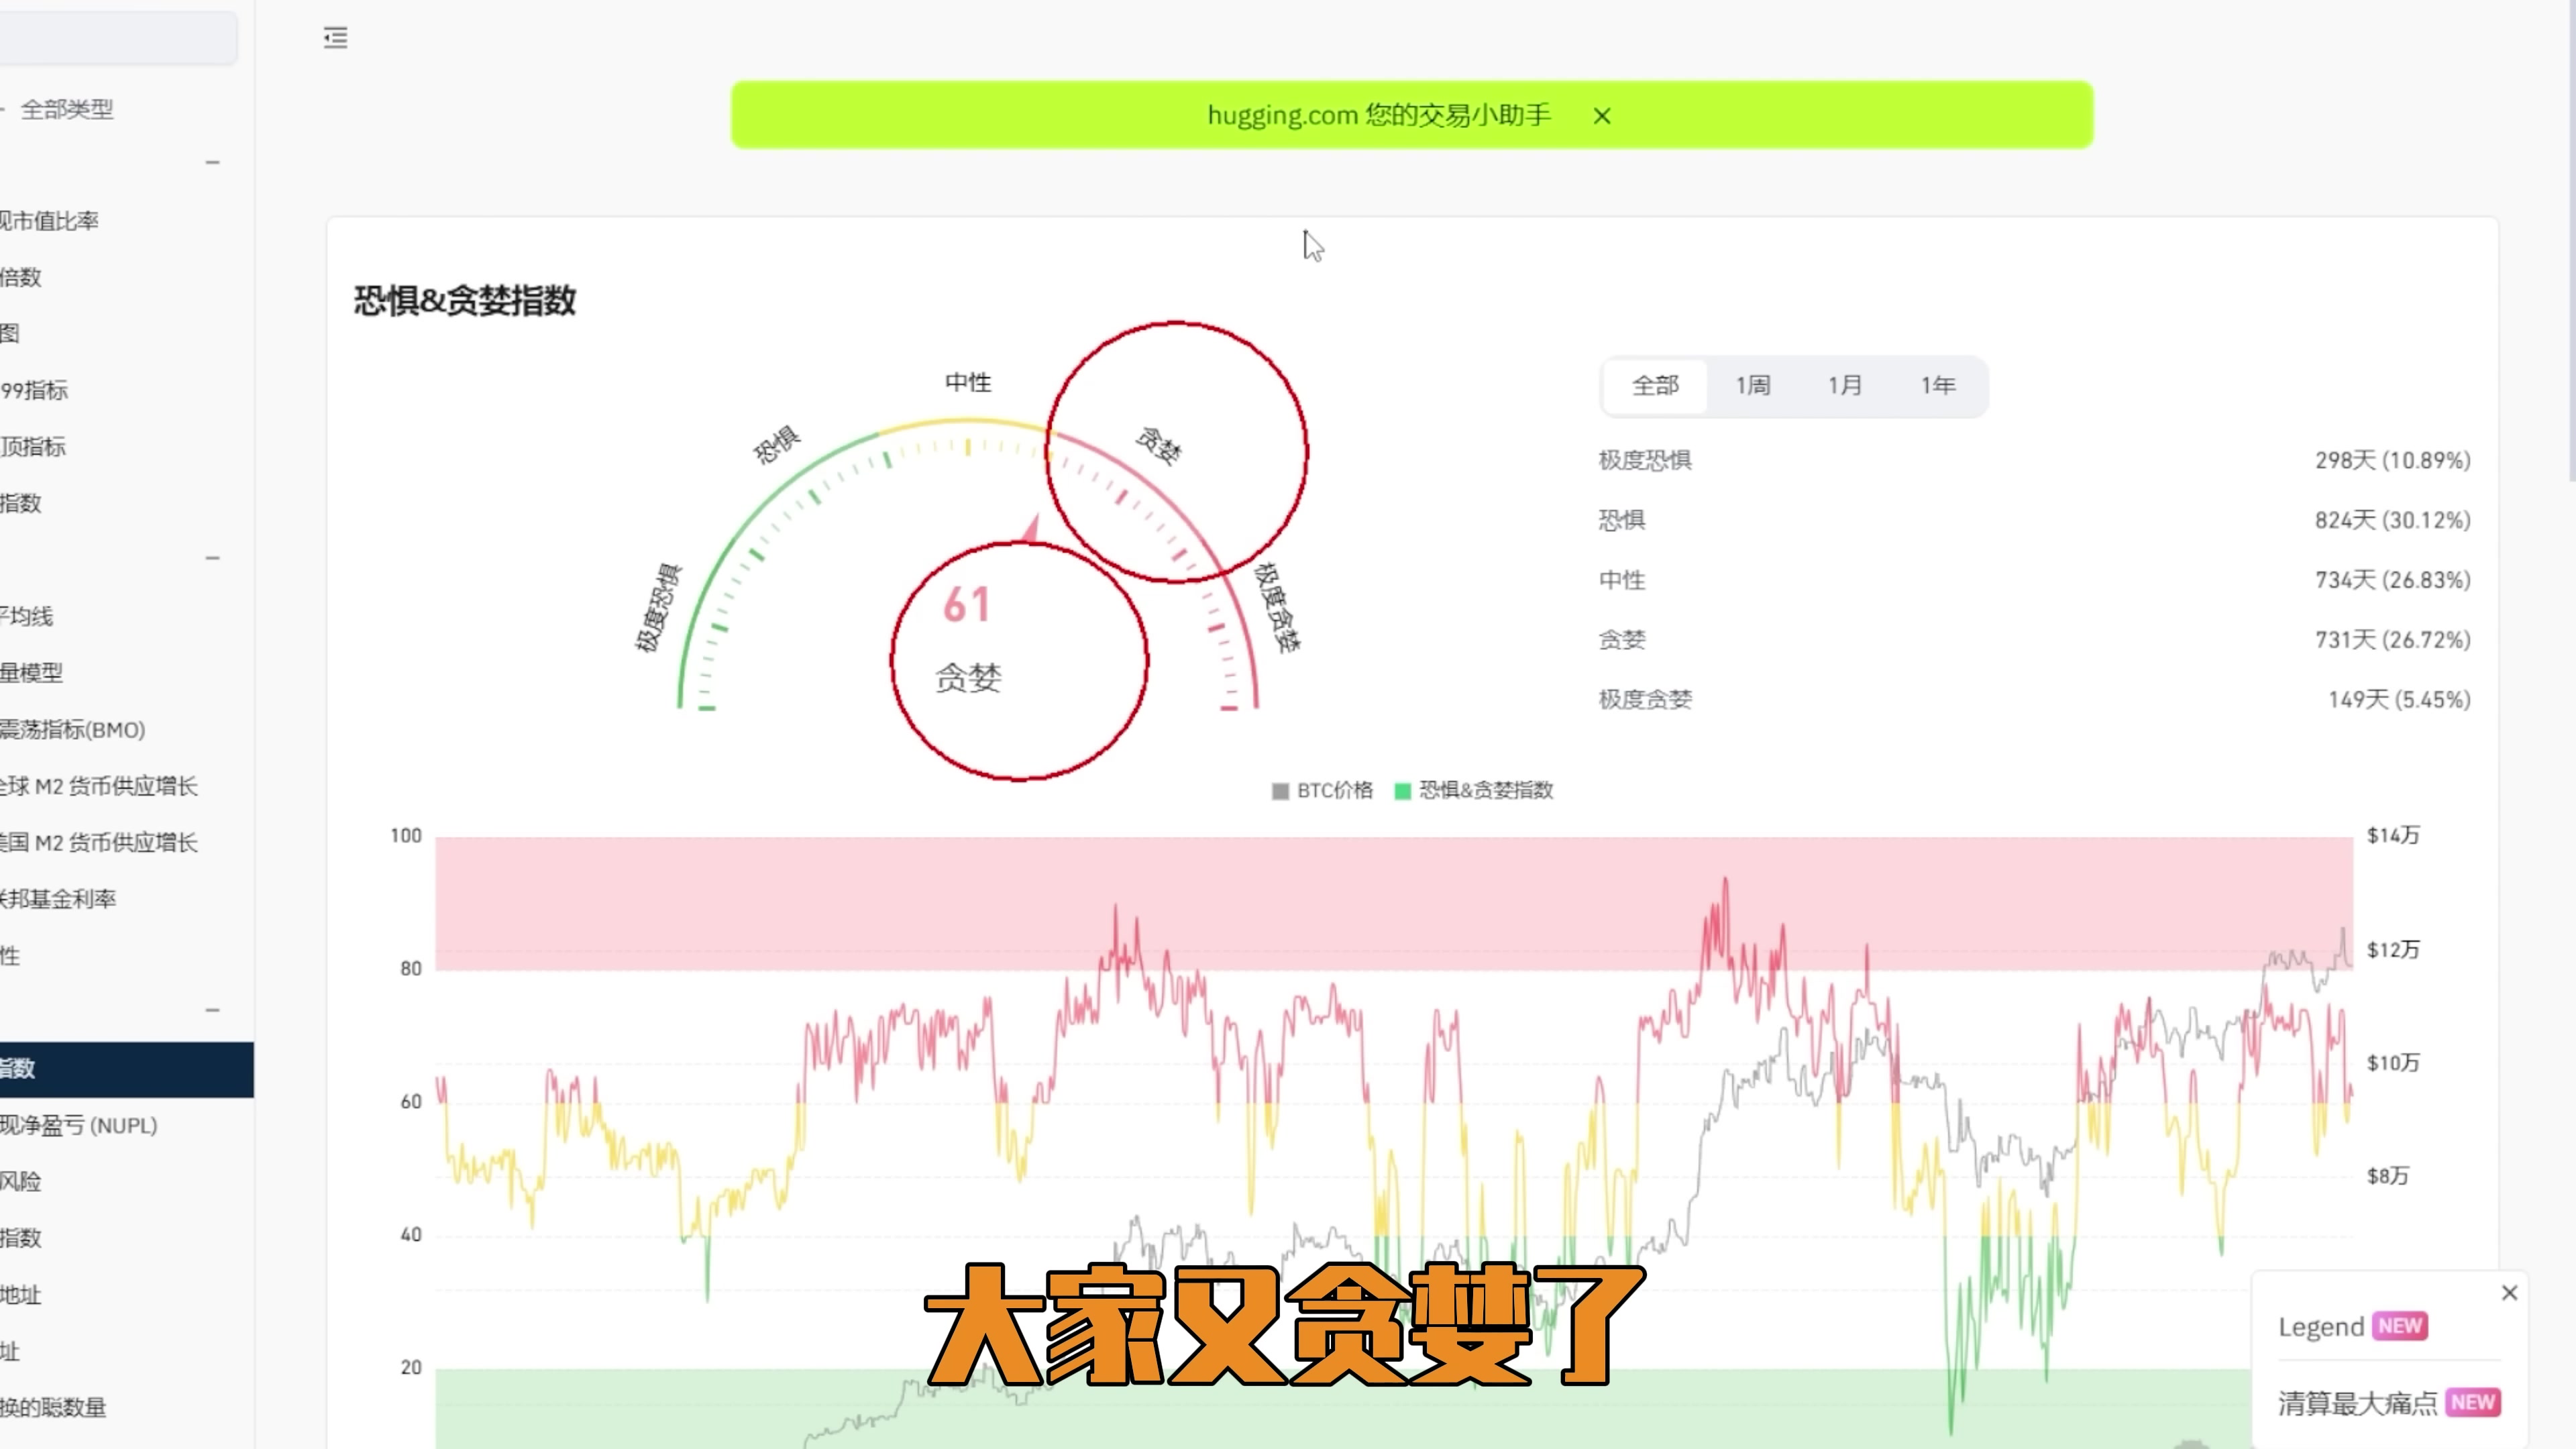 全部类型
现市值比率
倍数
图
99指标
顶指标
指数
平均线
量模型
震荡指标(BMO)
全球 M2 货币供应增长
美国 M2 货币供应增长
联邦基金利率
性
指数
现净盈亏 (NUPL)
风险
指数
地址
址
换的聪数量
hugging.com 您的交易小助手 ×
恐惧&贪婪指数
极度恐惧
恐惧
中性
贪婪
极度贪婪
61
贪婪
全部 1周 1月 1年
极度恐惧 298天 (10.89%)
恐惧 824天 (30.12%)
中性 734天 (26.83%)
贪婪 731天 (26.72%)
极度贪婪 149天 (5.45%)
BTC价格 恐惧&贪婪指数
100
80
60
40
20
$14万
$12万
$10万
$8万
大家又贪婪了
Legend NEW
清算最大痛点 NEW